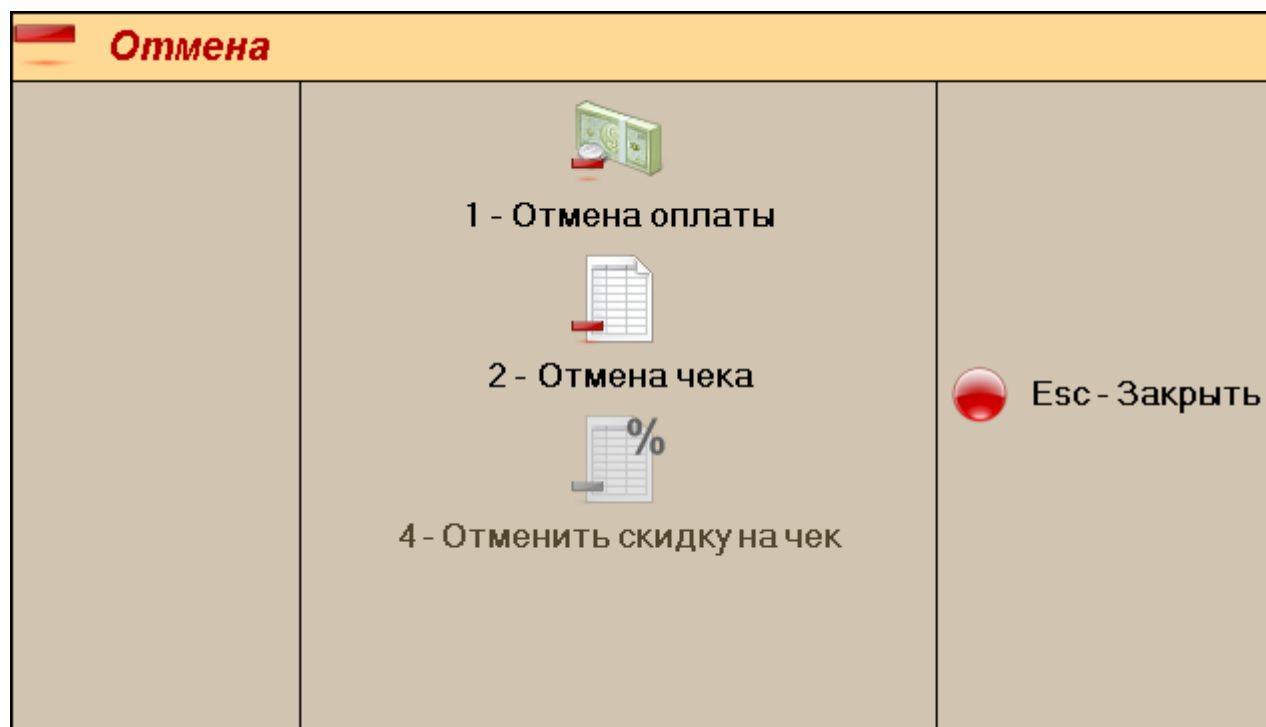 Отмена
1 - Отмена оплаты
2 - Отмена чека
Esc - Закрыть
%
4 - Отменить скидку на чек